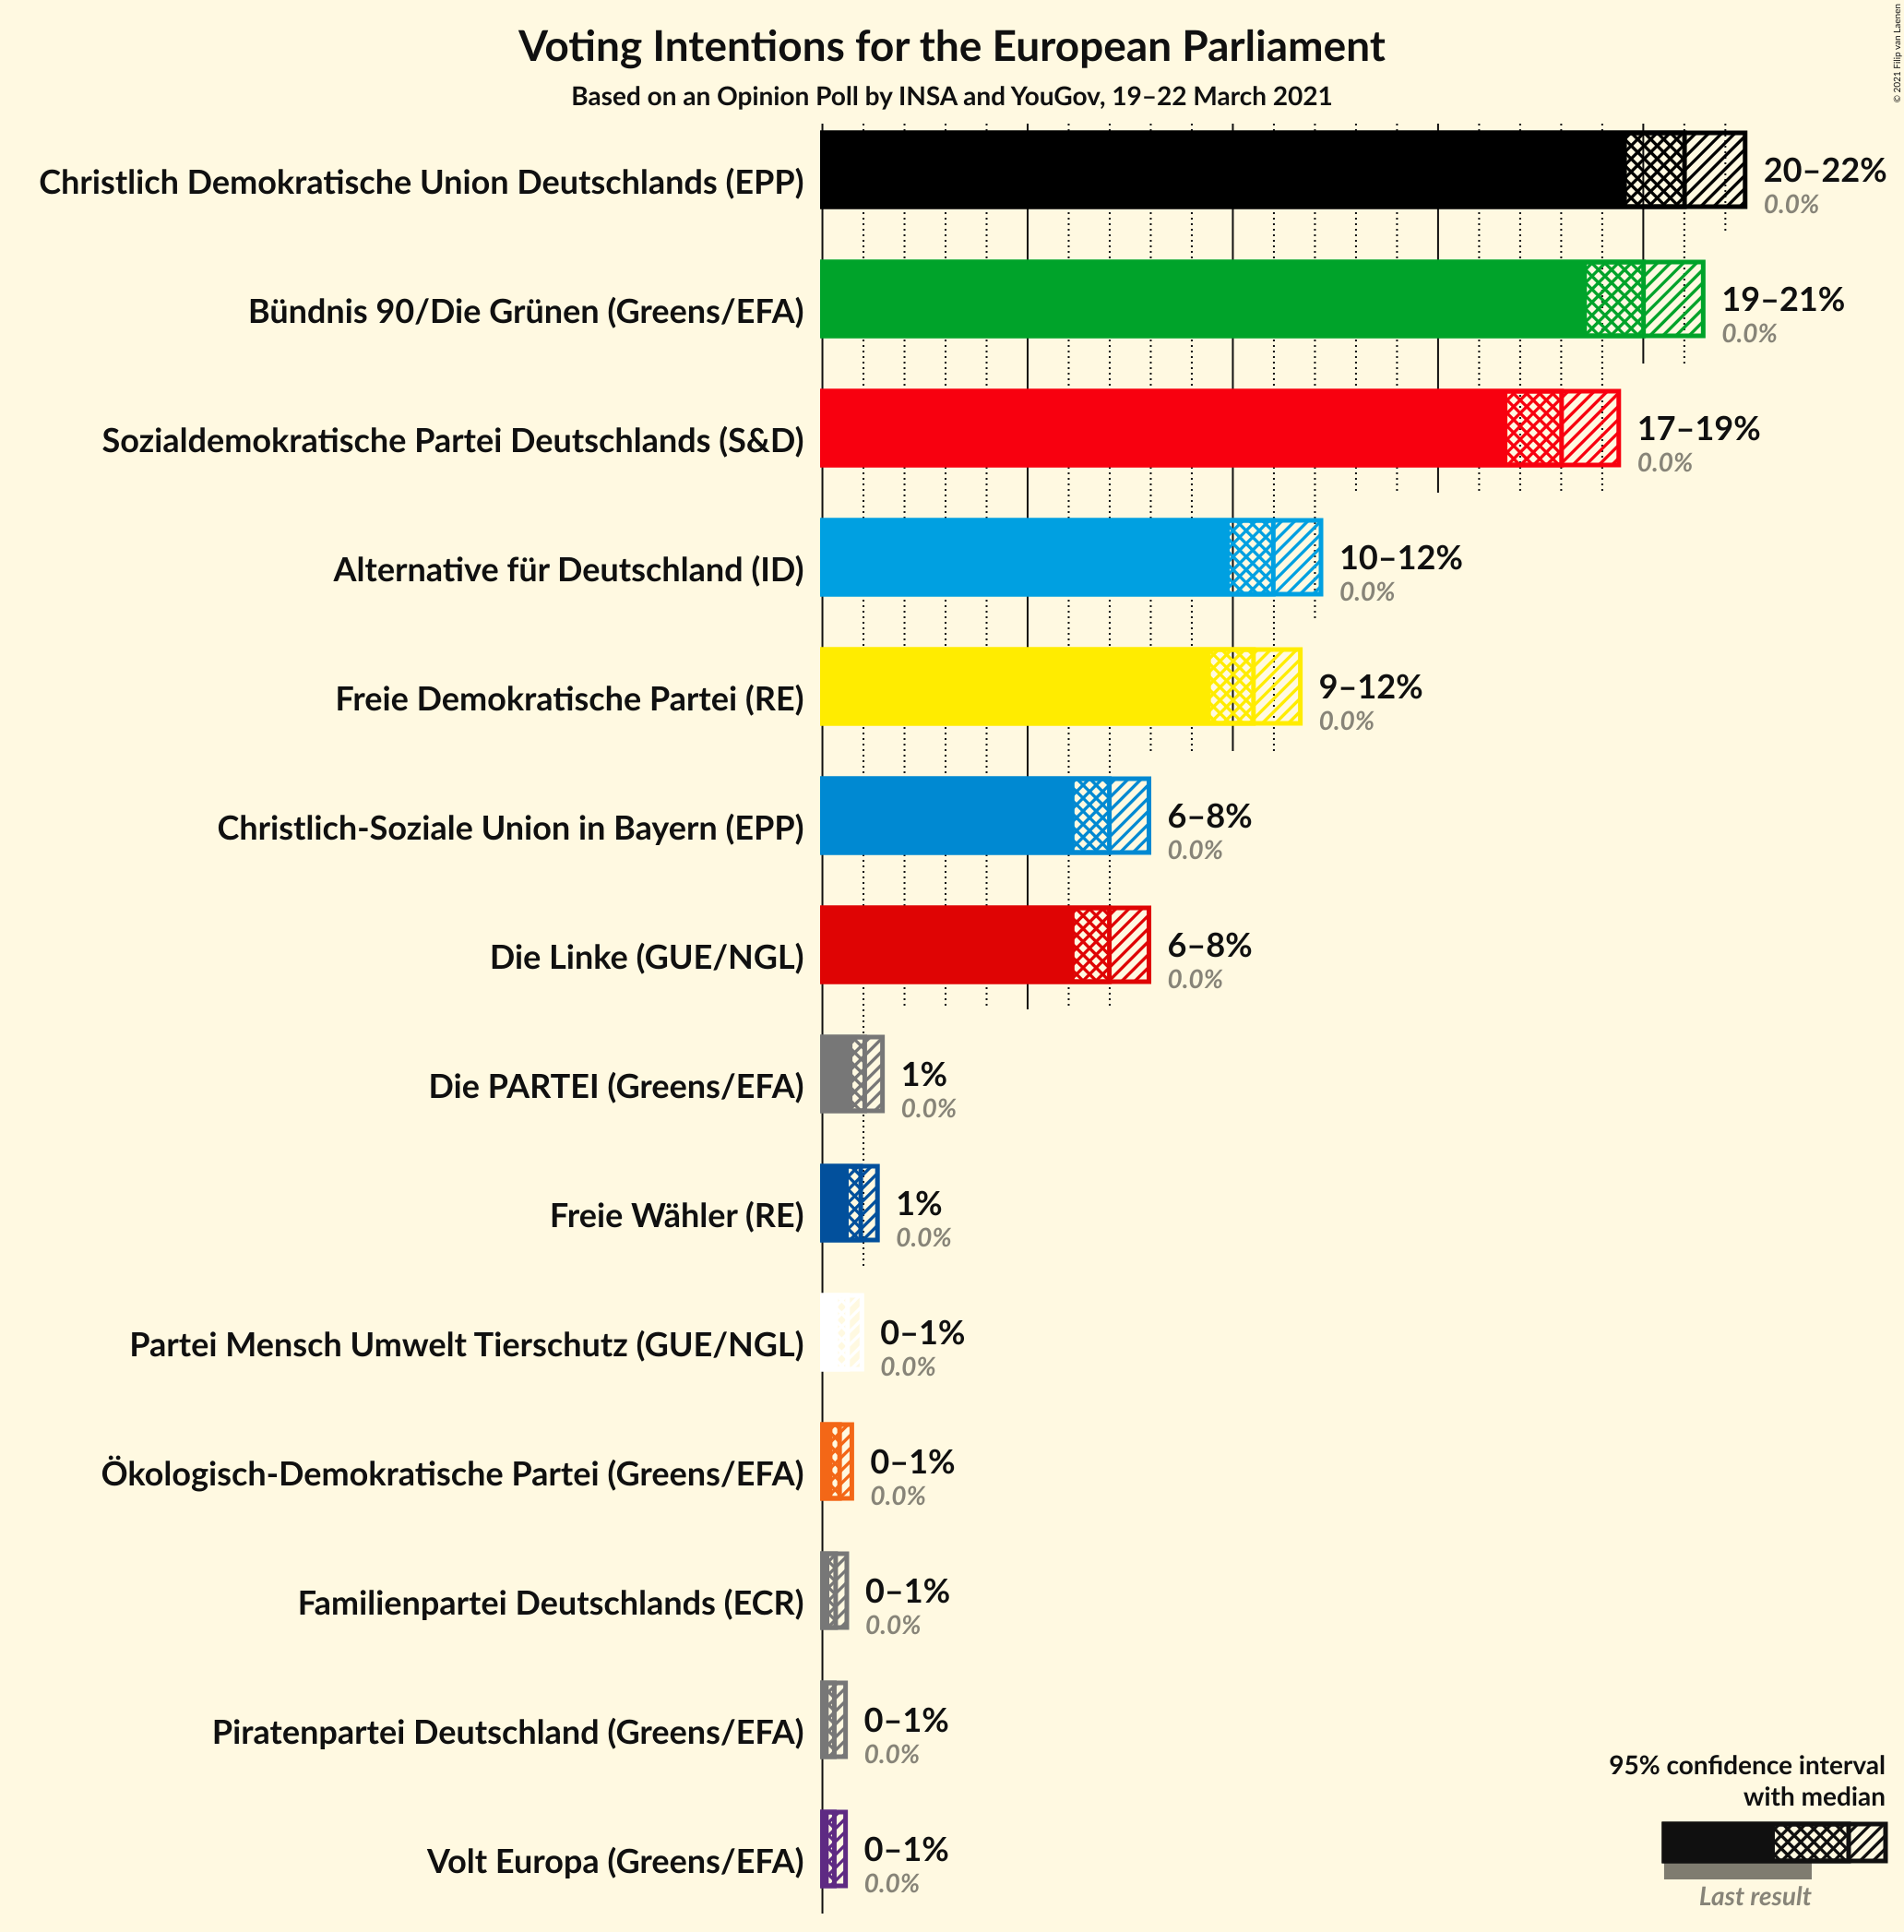 Voting Intentions for the European Parliament
Based on an Opinion Poll by INSA and YouGov, 19–22 March 2021
© 2021 Filip van Laenen
Christlich Demokratische Union Deutschlands (EPP)
20–22%
0.0%
Bündnis 90/Die Grünen (Greens/EFA)
19–21%
0.0%
Sozialdemokratische Partei Deutschlands (S&D)
17–19%
0.0%
Alternative für Deutschland (ID)
10–12%
0.0%
Freie Demokratische Partei (RE)
9–12%
0.0%
Christlich-Soziale Union in Bayern (EPP)
6–8%
0.0%
Die Linke (GUE/NGL)
6–8%
0.0%
Die PARTEI (Greens/EFA)
1%
0.0%
Freie Wähler (RE)
1%
0.0%
Partei Mensch Umwelt Tierschutz (GUE/NGL)
0–1%
0.0%
Ökologisch-Demokratische Partei (Greens/EFA)
0–1%
0.0%
Familienpartei Deutschlands (ECR)
0–1%
0.0%
Piratenpartei Deutschland (Greens/EFA)
0–1%
0.0%
Volt Europa (Greens/EFA)
0–1%
0.0%
95% confidence interval
with median
Last result